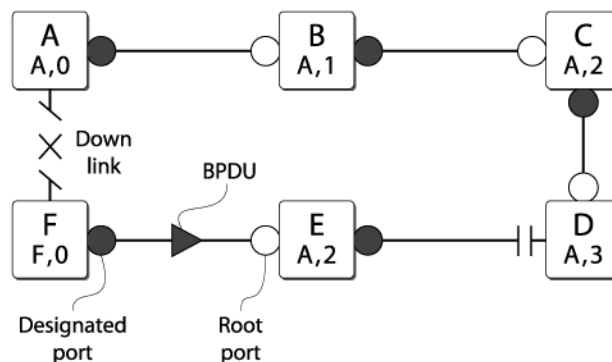 A
A,0
B
A,1
C
A,2
Down
link
BPDU
F
F,0
E
A,2
D
A,3
Designated
port
Root
port